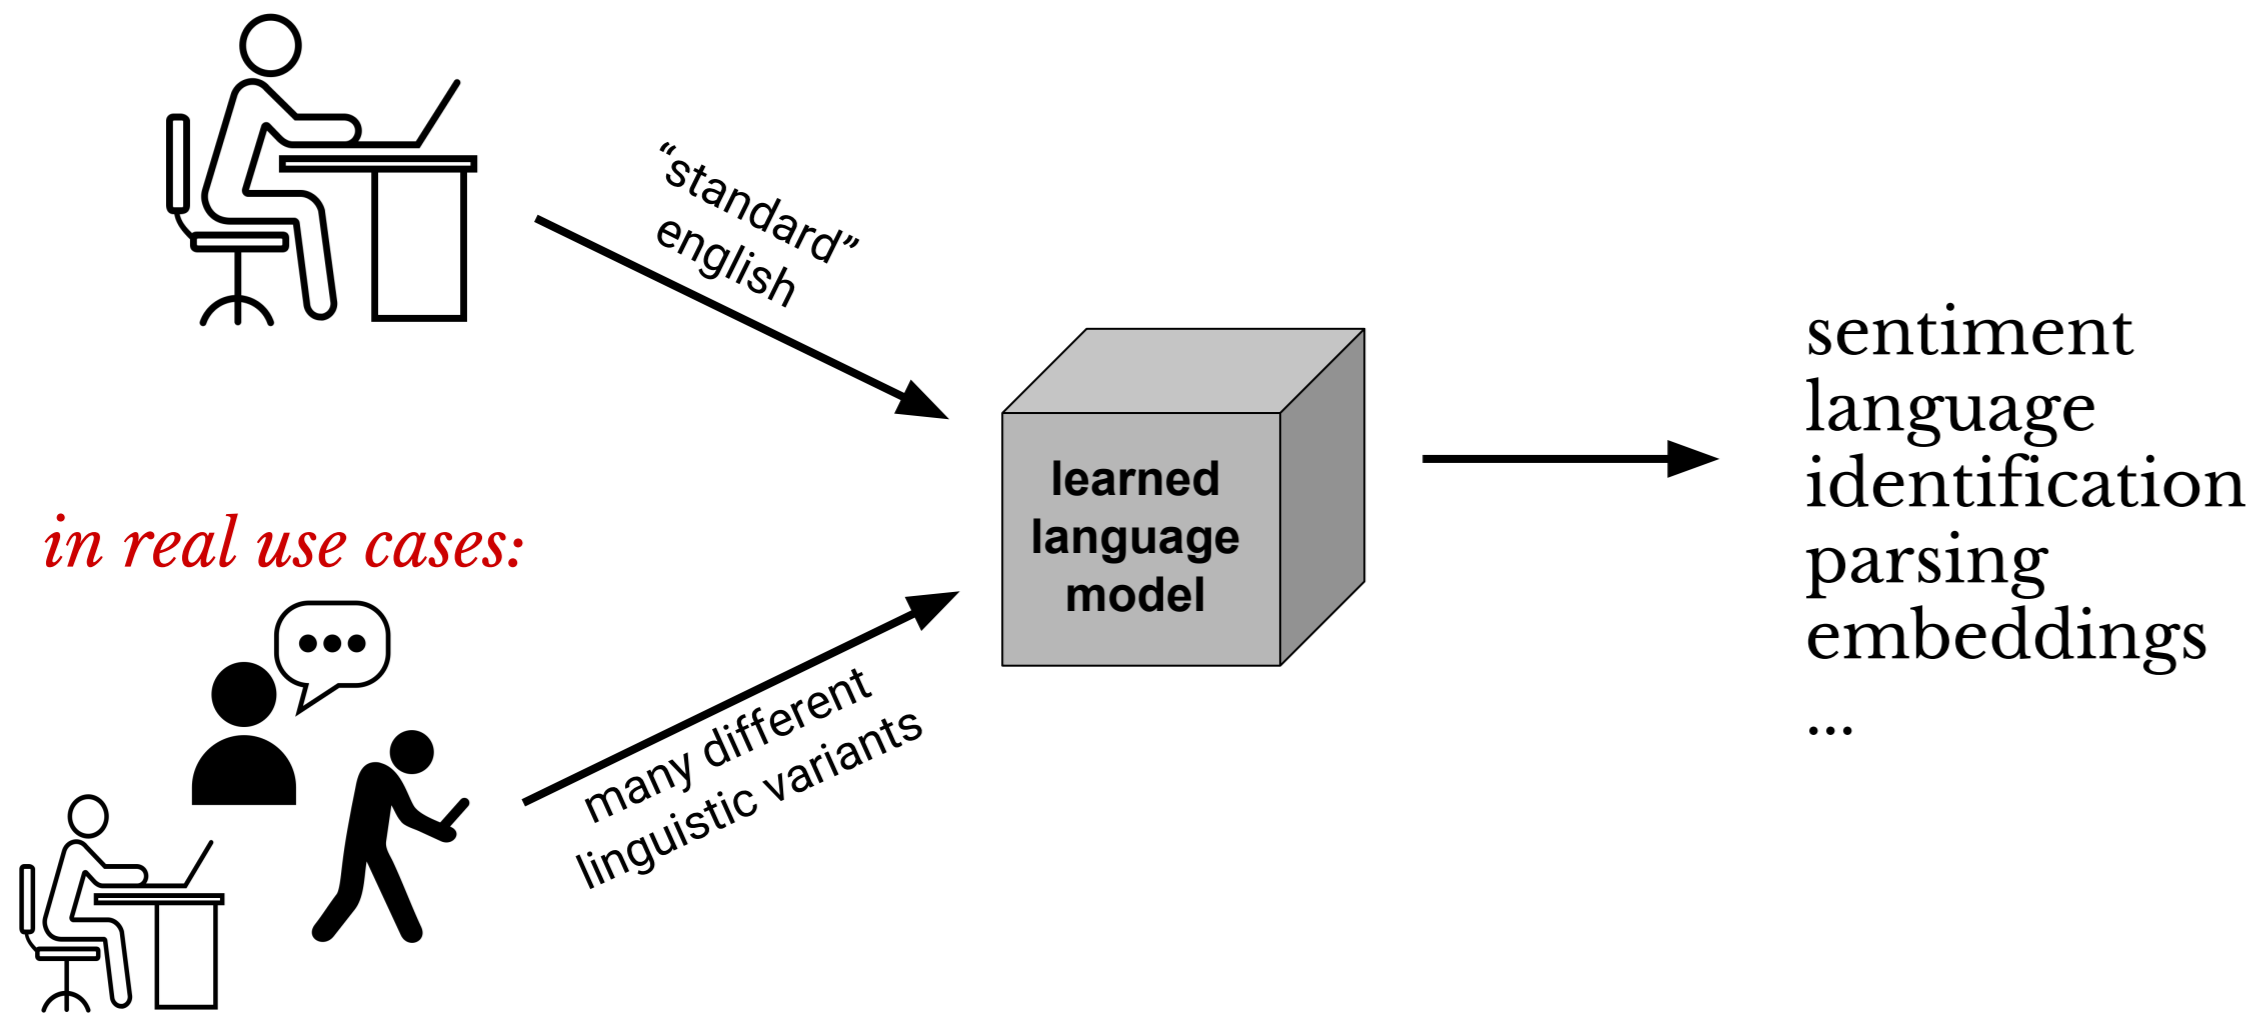 “standard”
english
in real use cases:
many different
linguistic variants
learned
language
model
sentiment
language
identification
parsing
embeddings
...